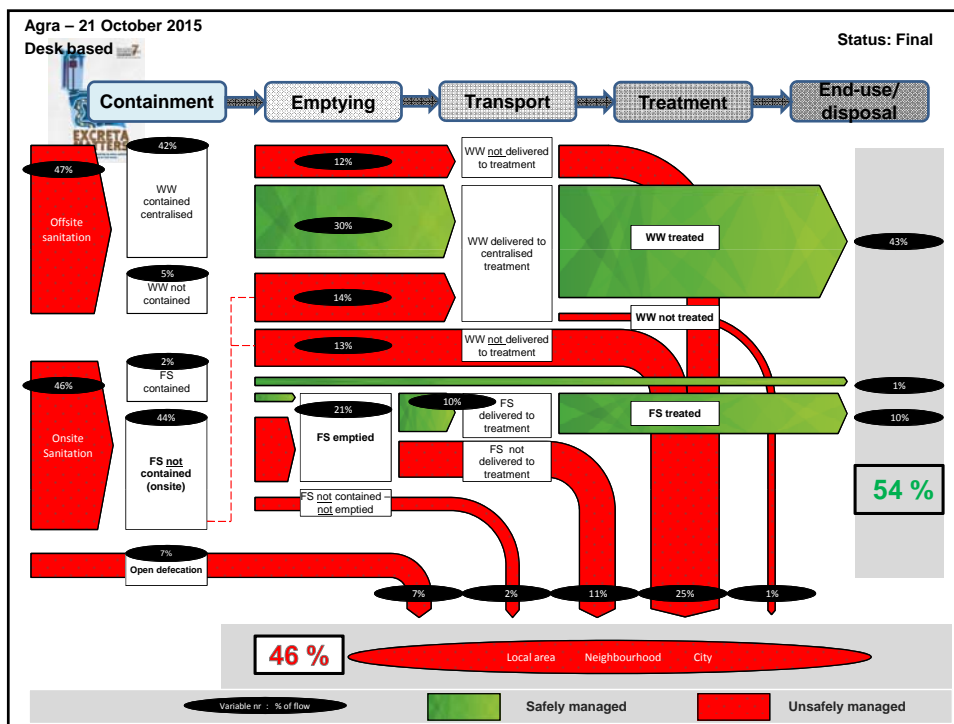 Agra – 21 October 2015
Desk based
Status: Final
7
EXCRETA
MATTERS
Containment
Emptying
Transport
Treatment
End-use/
disposal
47%
Offsite
sanitation
42%
WW
contained
centralised
5%
WW not
contained
12%
30%
14%
13%
WW not delivered
to treatment
WW delivered to
centralised
treatment
WW not delivered
to treatment
WW treated
WW not treated
43%
46%
Onsite
Sanitation
2%
FS
contained
44%
FS not
contained
(onsite)
21%
FS emptied
10%
FS
delivered to
treatment
FS not
delivered to
treatment
FS treated
1%
10%
54 %
FS not contained –
not emptied
7%
Open defecation
7%
2%
11%
25%
1%
46 %
Local area Neighbourhood City
Variable nr : % of flow
Safely managed
Unsafely managed